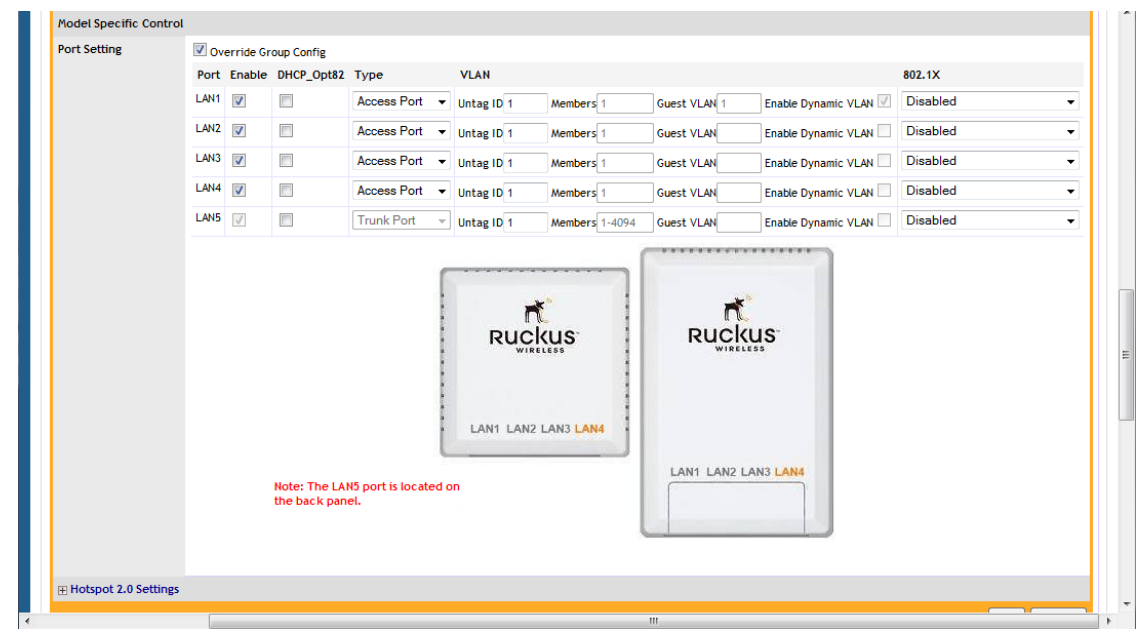 Model Specific Control
Port Setting
Override Group Config
Port Enable DHCP_Opt82 Type VLAN 802.1X
LAN1 Access Port Untag ID 1 Members 1 Guest VLAN 1 Enable Dynamic VLAN Disabled
LAN2 Access Port Untag ID 1 Members 1 Guest VLAN Enable Dynamic VLAN Disabled
LAN3 Access Port Untag ID 1 Members 1 Guest VLAN Enable Dynamic VLAN Disabled
LAN4 Access Port Untag ID 1 Members 1 Guest VLAN Enable Dynamic VLAN Disabled
LAN5 Trunk Port Untag ID 1 Members 1-4094 Guest VLAN Enable Dynamic VLAN Disabled
RUCKUS
WIRELESS
LAN1 LAN2 LAN3 LAN4
RUCKUS
WIRELESS
LAN1 LAN2 LAN3 LAN4
Note: The LAN5 port is located on
the back panel.
Hotspot 2.0 Settings